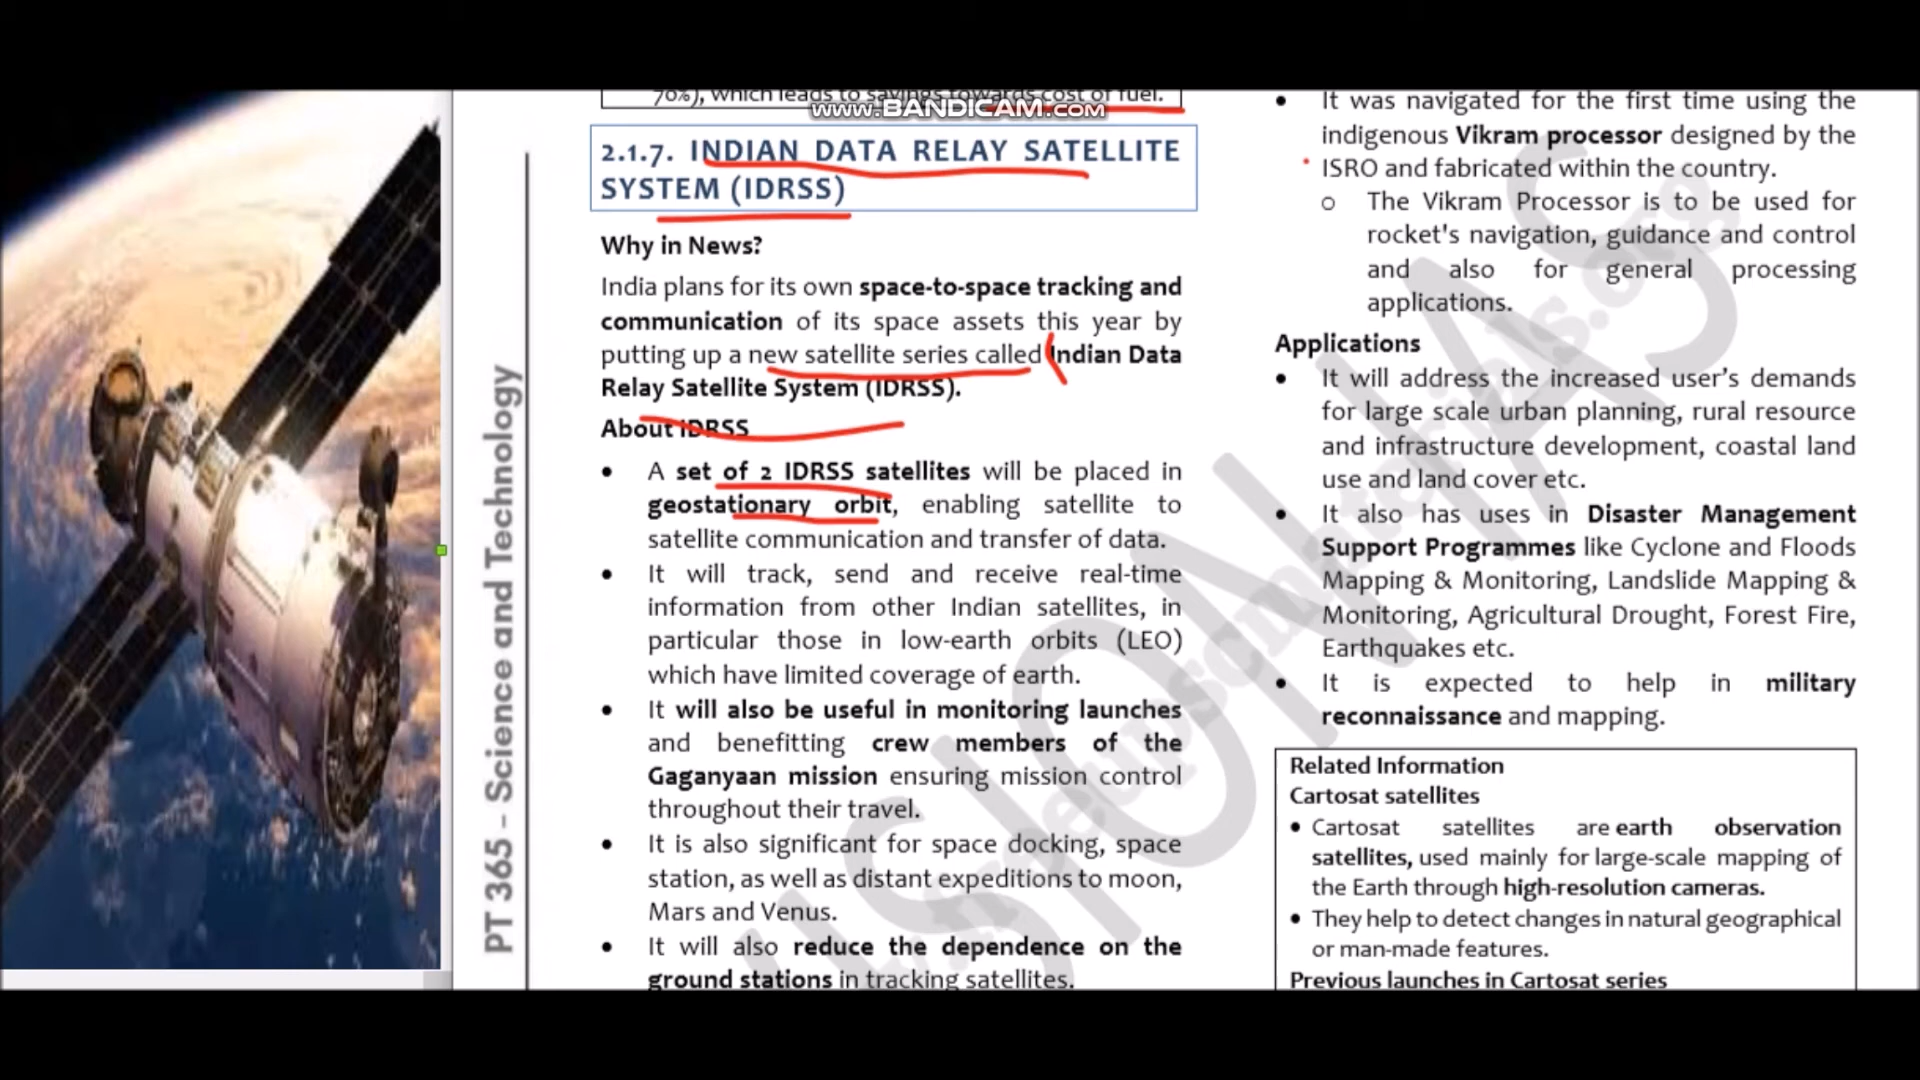 70%), which leads to savings towards cost of fuel.
www.BANDICAM.com
2.1.7. INDIAN DATA RELAY SATELLITE
SYSTEM (IDRSS)
Why in News?
India plans for its own space-to-space tracking and
communication of its space assets this year by
putting up a new satellite series called Indian Data
Relay Satellite System (IDRSS).
About IDRSS
• A set of 2 IDRSS satellites will be placed in
geostationary orbit, enabling satellite to
satellite communication and transfer of data.
• It will track, send and receive real-time
information from other Indian satellites, in
particular those in low-earth orbits (LEO)
which have limited coverage of earth.
• It will also be useful in monitoring launches
and benefitting crew members of the
Gaganyaan mission ensuring mission control
throughout their travel.
• It is also significant for space docking, space
station, as well as distant expeditions to moon,
Mars and Venus.
• It will also reduce the dependence on the
ground stations in tracking satellites.
PT 365 – Science and Technology
• It was navigated for the first time using the
indigenous Vikram processor designed by the
ISRO and fabricated within the country.
o The Vikram Processor is to be used for
rocket's navigation, guidance and control
and also for general processing
applications.
Applications
• It will address the increased user's demands
for large scale urban planning, rural resource
and infrastructure development, coastal land
use and land cover etc.
• It also has uses in Disaster Management
Support Programmes like Cyclone and Floods
Mapping & Monitoring, Landslide Mapping &
Monitoring, Agricultural Drought, Forest Fire,
Earthquakes etc.
• It is expected to help in military
reconnaissance and mapping.
Related Information
Cartosat satellites
• Cartosat satellites are earth observation
satellites, used mainly for large-scale mapping of
the Earth through high-resolution cameras.
• They help to detect changes in natural geographical
or man-made features.
Previous launches in Cartosat series